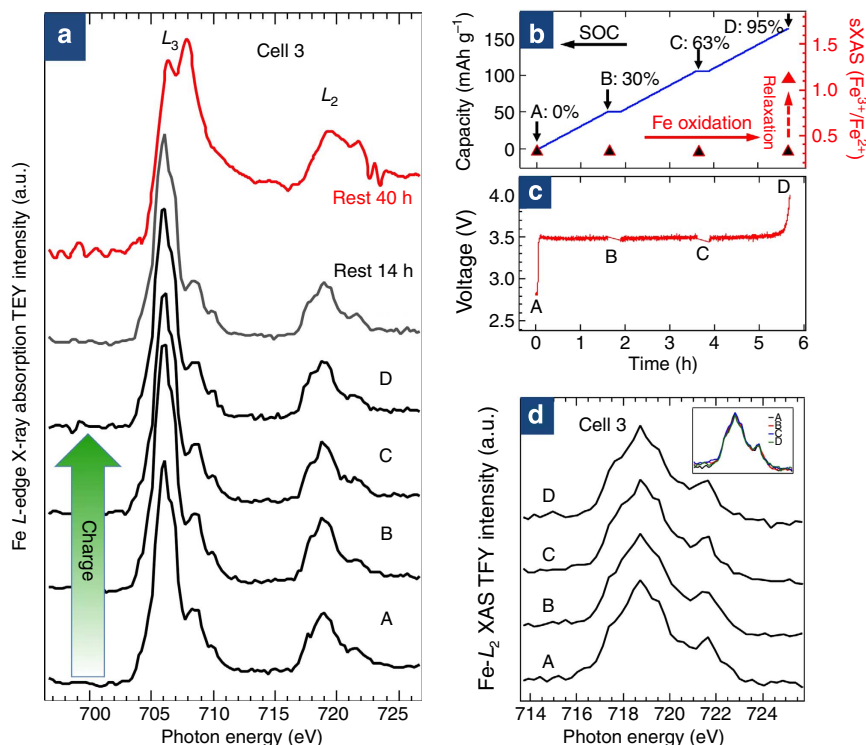 a
L3
Cell 3
L2
Rest 40 h
Rest 14 h
D
C
B
A
Charge
Fe L-edge X-ray absorption TEY intensity (a.u.)
700 705 710 715 720 725
Photon energy (eV)
b
SOC
D: 95%
C: 63%
B: 30%
A: 0%
Fe oxidation
Relaxation
Capacity (mAh g−1)
150
100
50
0
sXAS (Fe3+/Fe2+)
1.5
1.0
0.5
c
D
B
C
A
Voltage (V)
4.0
3.5
3.0
2.5
0 1 2 3 4 5 6
Time (h)
d
Cell 3
A
B
C
D
D
C
B
A
Fe-L2 XAS TFY intensity (a.u.)
714 716 718 720 722 724
Photon energy (eV)